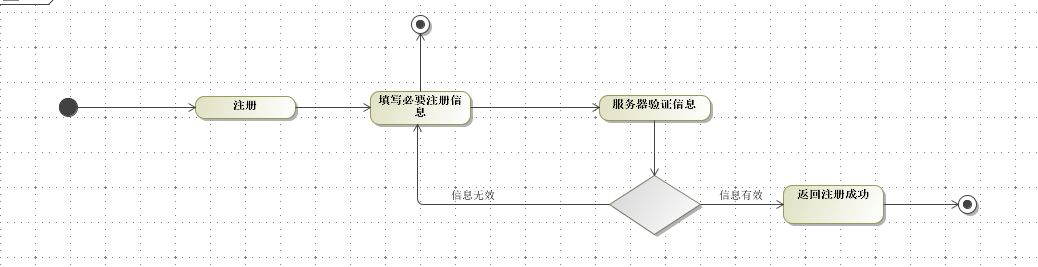 注册
填写必要注册信
息
服务器验证信息
信息无效
信息有效
返回注册成功